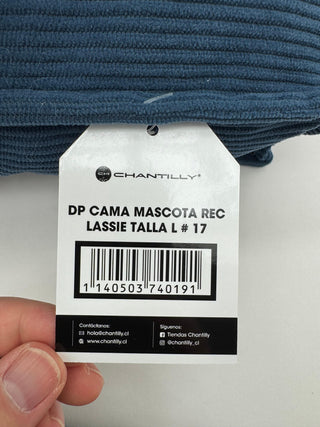 CH
CHANTILLY®
DP CAMA MASCOTA REC
LASSIE TALLA L # 17
1 140503 740191
Contáctanos:
hola@chantilly.cl
www.chantilly.cl
Síguenos:
Tiendas Chantilly
@chantilly_cl